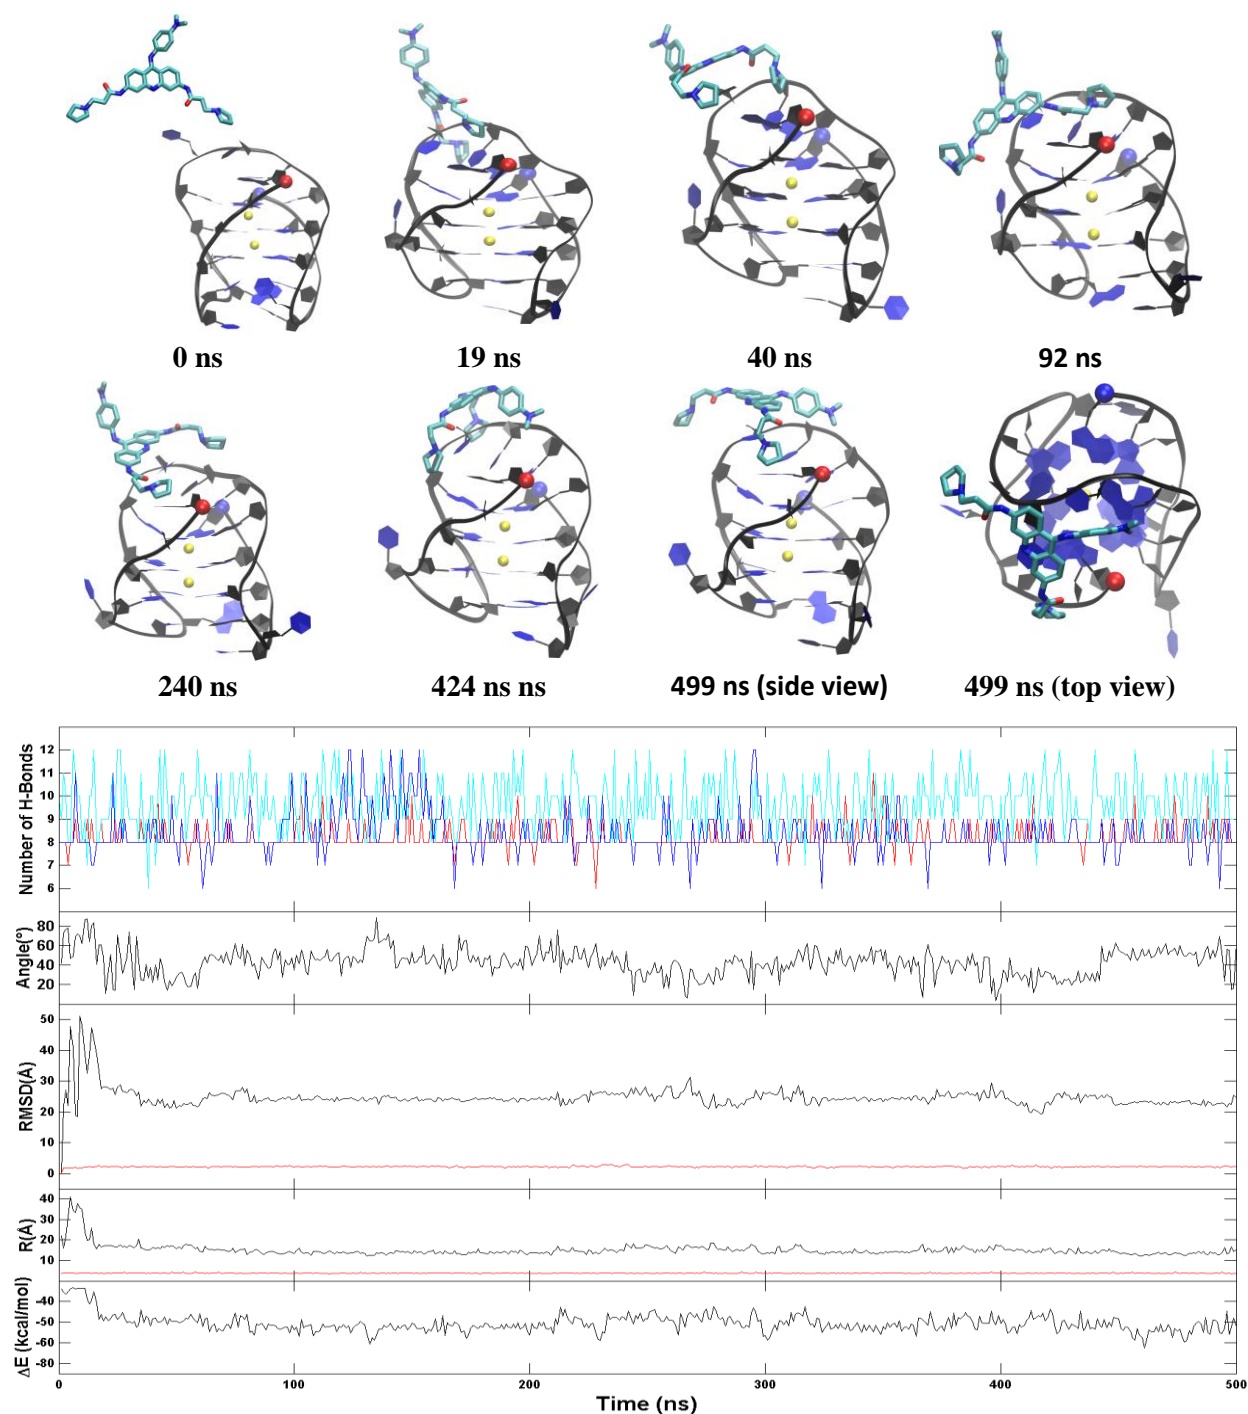 0 ns
19 ns
40 ns
92 ns
240 ns
424 ns ns
499 ns (side view)
499 ns (top view)
Number of H-Bonds
12
11
10
9
8
7
6
Angle(°)
80
60
40
20
RMSD(Å)
50
40
30
20
10
0
R(Å)
40
30
20
10
ΔE (kcal/mol)
-40
-50
-60
-80
0
100
200
300
400
500
Time (ns)